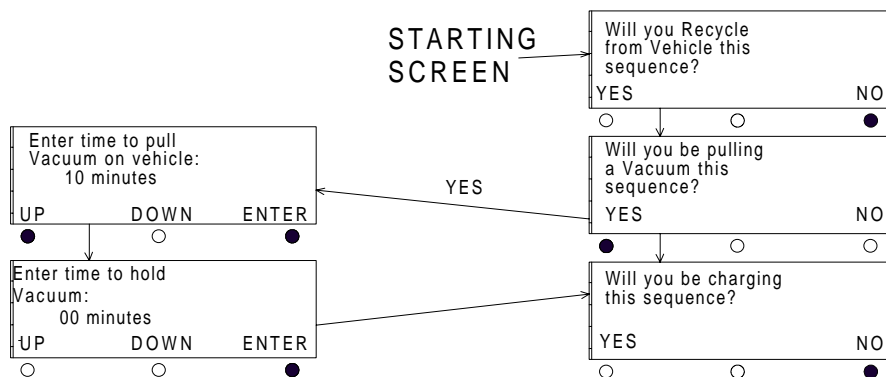 STARTING
SCREEN
Will you Recycle
from Vehicle this
sequence?
YES NO
Enter time to pull
Vacuum on vehicle:
10 minutes
UP DOWN ENTER
YES
Will you be pulling
a Vacuum this
sequence?
YES NO
Enter time to hold
Vacuum:
00 minutes
UP DOWN ENTER
Will you be charging
this sequence?
YES NO